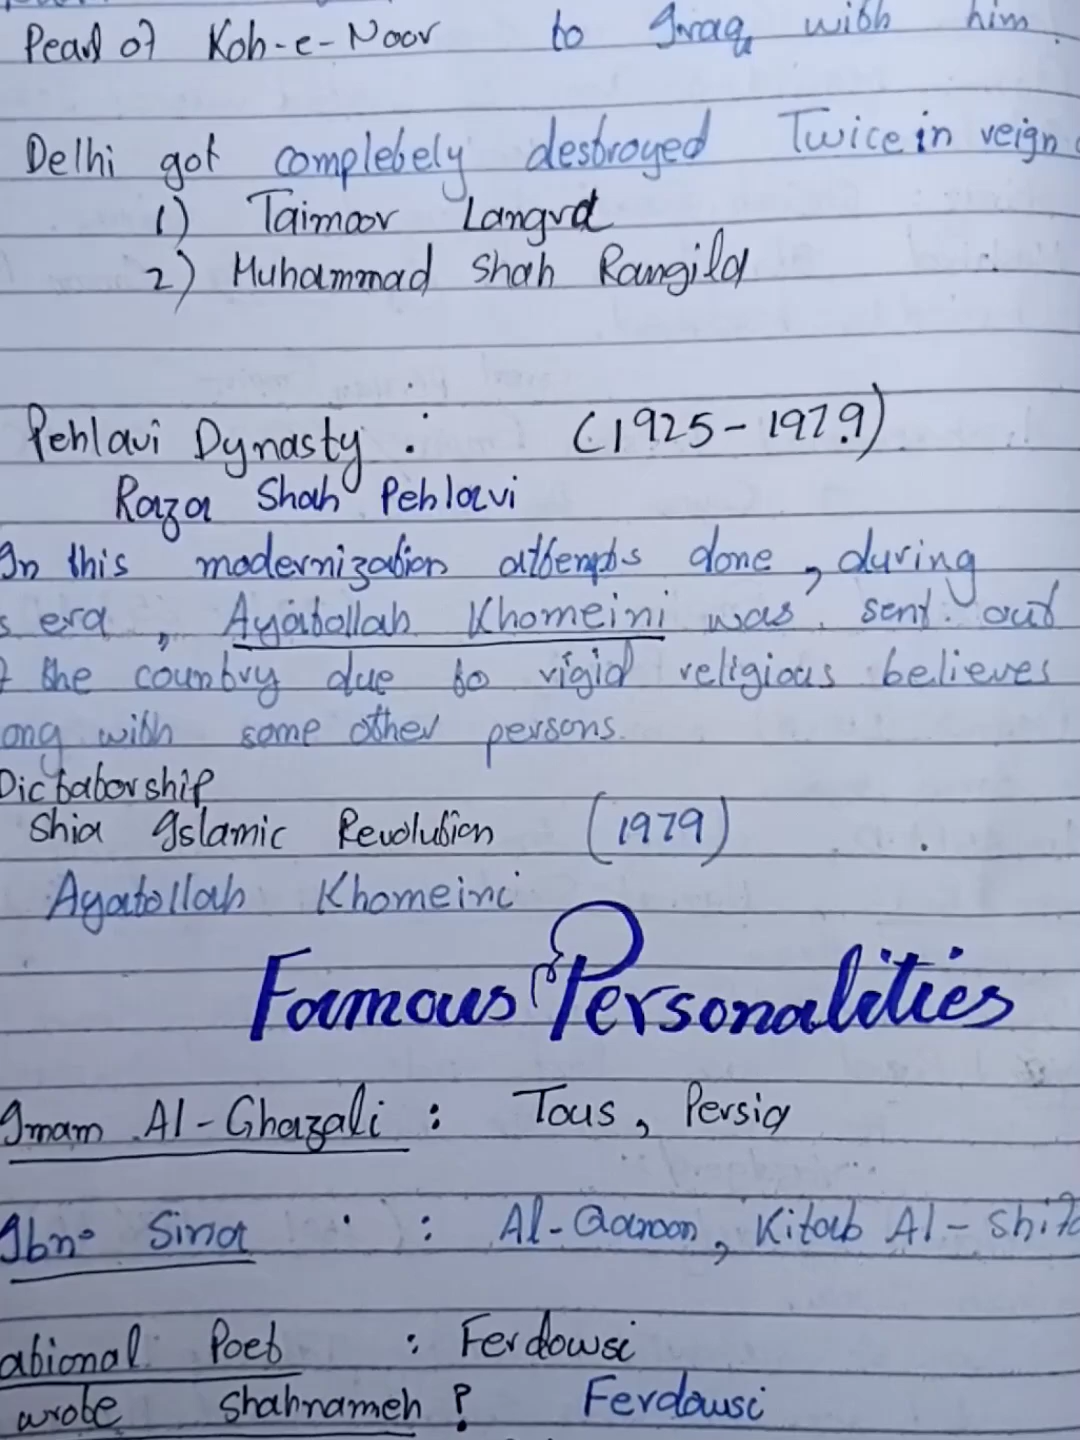 Pearl of Koh-e-Noor to Iraq with him.
Delhi got completely destroyed Twice in reign
1) Taimoor Langra
2) Muhammad Shah Rangila
Pehlavi Dynasty : (1925-1979)
Raza Shah Pehlavi
In this modernization attempts done, during
s era, Ayatollah Khomeini was sent out
f the country due to rigid religious believes
ong with some other persons.
Dictatorship
Shia Islamic Revolution (1979)
Ayatollah Khomeini
Famous Personalities
Imam Al-Ghazali : Tous, Persia
Ibn Sina : Al-Qanoon, Kitab Al-Shifa
ational Poet : Ferdowsi
wrote Shahnameh ? Ferdowsi